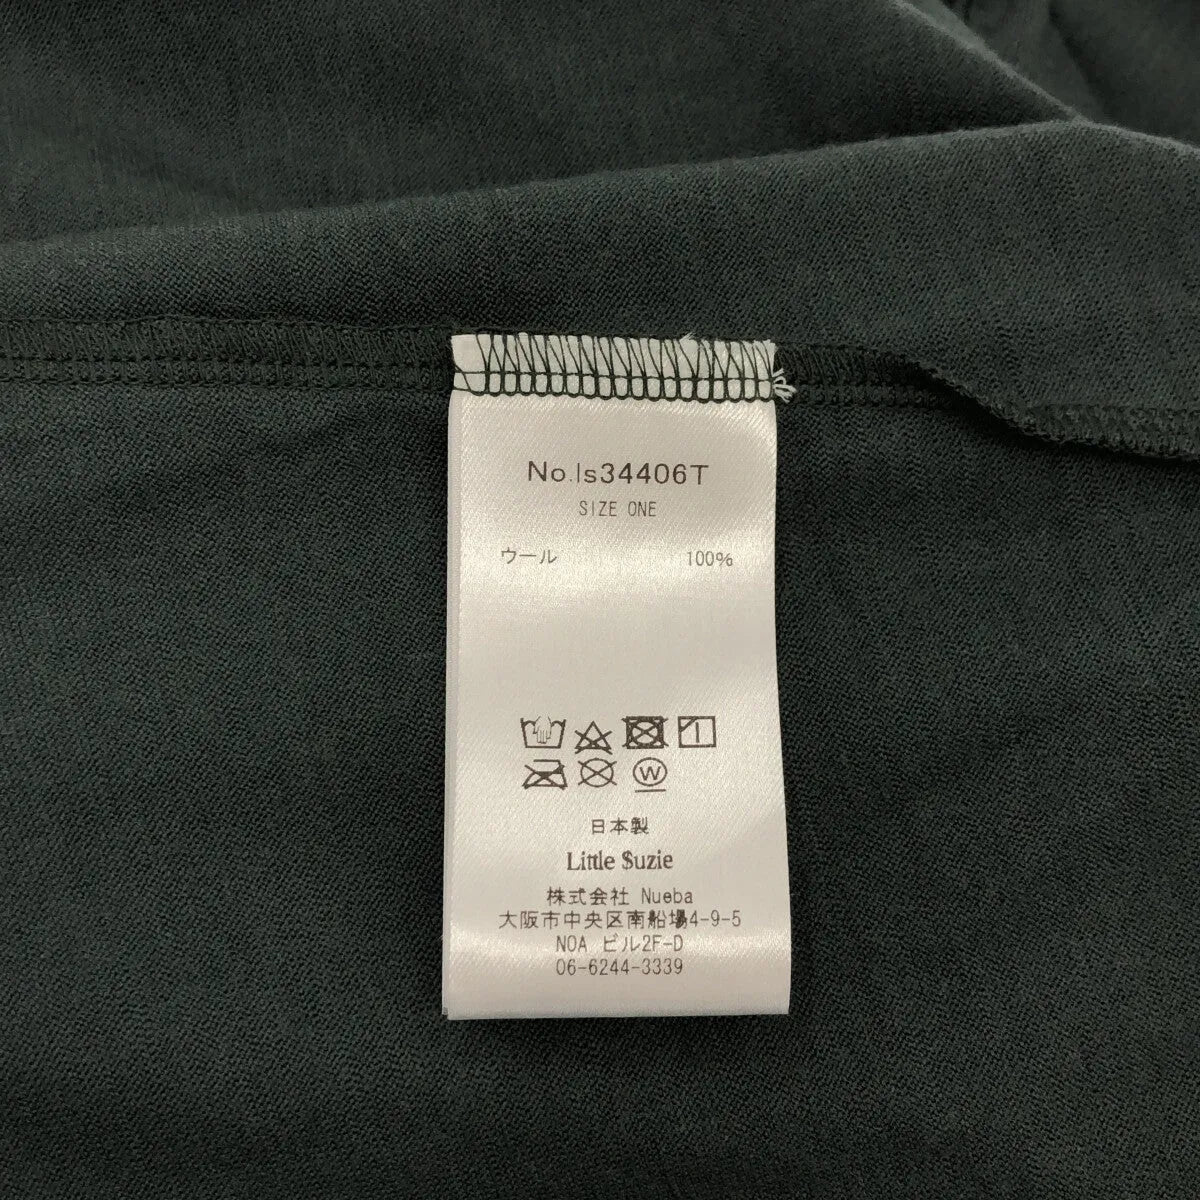 No.ls34406T
SIZE ONE
ウール 100%
W
日本製
Little $uzie
株式会社 Nueba
大阪市中央区南船場4-9-5
NOA ビル2F-D
06-6244-3339